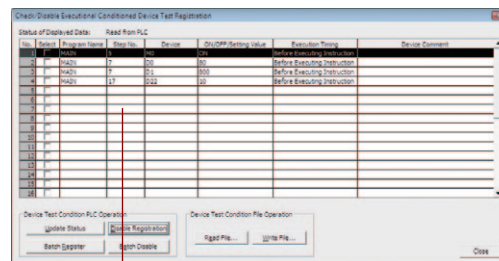 Check/Disable Executional Conditioned Device Test Registration
Status of Displayed Data: Read from PLC
No. Select Program Name Step No. Device ON/OFF/Setting Value Execution Timing Device Comment
1 MAIN 5 M0 ON Before Executing Instruction
2 MAIN 7 D0 80 Before Executing Instruction
3 MAIN 7 D1 800 Before Executing Instruction
4 MAIN 17 D22 10 Before Executing Instruction
5
6
7
8
9
10
11
12
13
14
15
16
Device Test Condition PLC Operation
Update Status Disable Registration
Batch Register Batch Disable
Device Test Condition File Operation
Read File... Write File...
Close